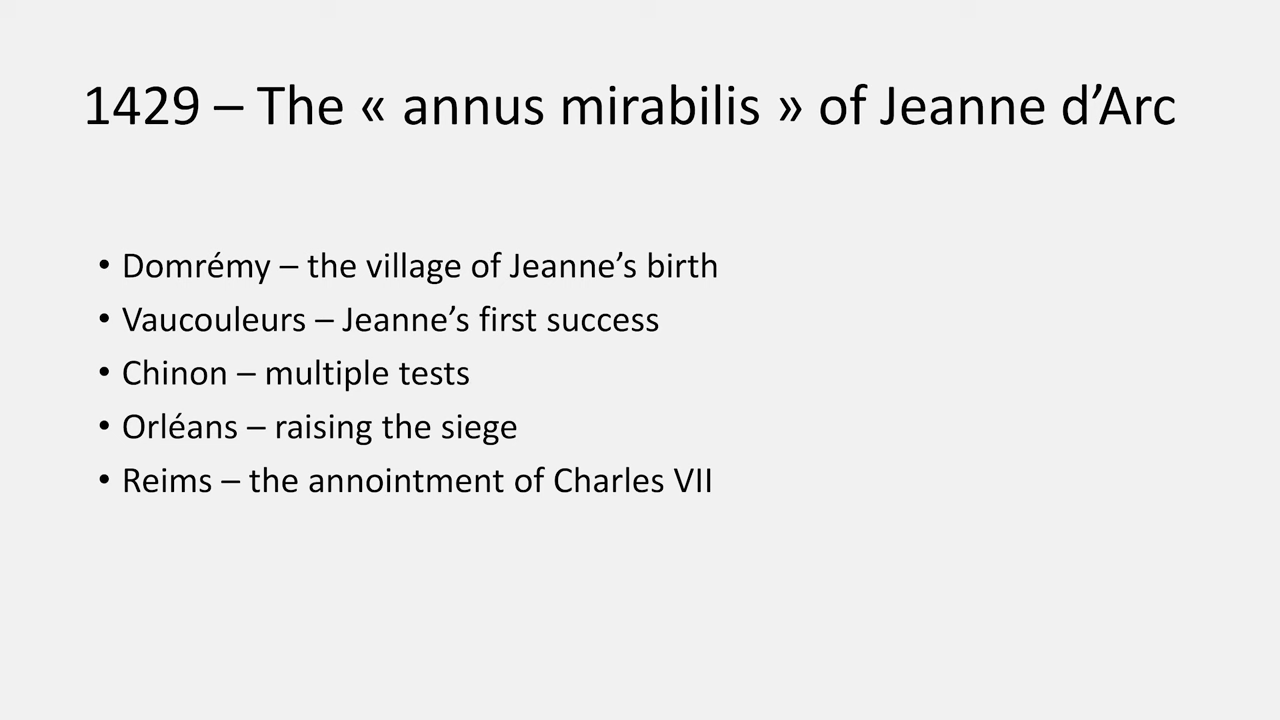 1429 – The « annus mirabilis » of Jeanne d’Arc
• Domrémy – the village of Jeanne’s birth
• Vaucouleurs – Jeanne’s first success
• Chinon – multiple tests
• Orléans – raising the siege
• Reims – the annointment of Charles VII